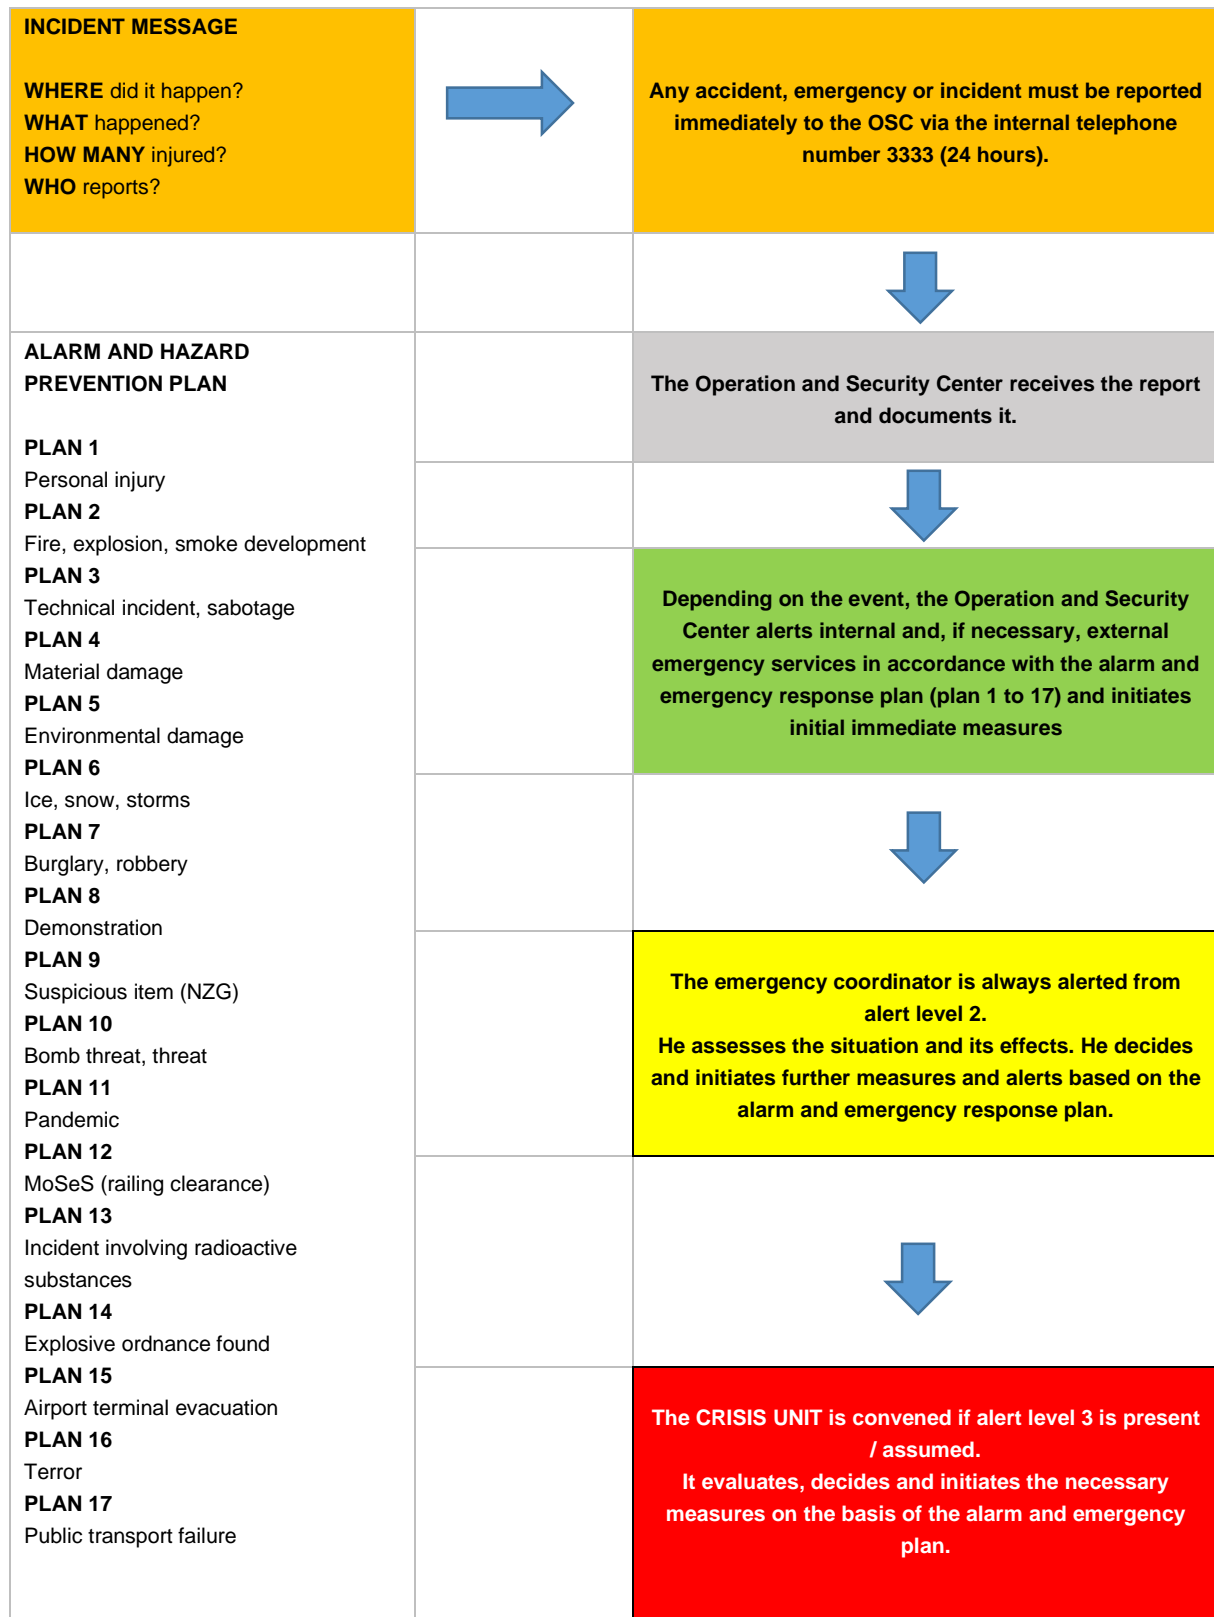 INCIDENT MESSAGE
WHERE did it happen?
WHAT happened?
HOW MANY injured?
WHO reports?
Any accident, emergency or incident must be reported
immediately to the OSC via the internal telephone
number 3333 (24 hours).
ALARM AND HAZARD
PREVENTION PLAN
PLAN 1
Personal injury
PLAN 2
Fire, explosion, smoke development
PLAN 3
Technical incident, sabotage
PLAN 4
Material damage
PLAN 5
Environmental damage
PLAN 6
Ice, snow, storms
PLAN 7
Burglary, robbery
PLAN 8
Demonstration
PLAN 9
Suspicious item (NZG)
PLAN 10
Bomb threat, threat
PLAN 11
Pandemic
PLAN 12
MoSeS (railing clearance)
PLAN 13
Incident involving radioactive
substances
PLAN 14
Explosive ordnance found
PLAN 15
Airport terminal evacuation
PLAN 16
Terror
PLAN 17
Public transport failure
The Operation and Security Center receives the report
and documents it.
Depending on the event, the Operation and Security
Center alerts internal and, if necessary, external
emergency services in accordance with the alarm and
emergency response plan (plan 1 to 17) and initiates
initial immediate measures
The emergency coordinator is always alerted from
alert level 2.
He assesses the situation and its effects. He decides
and initiates further measures and alerts based on the
alarm and emergency response plan.
The CRISIS UNIT is convened if alert level 3 is present
/ assumed.
It evaluates, decides and initiates the necessary
measures on the basis of the alarm and emergency
plan.